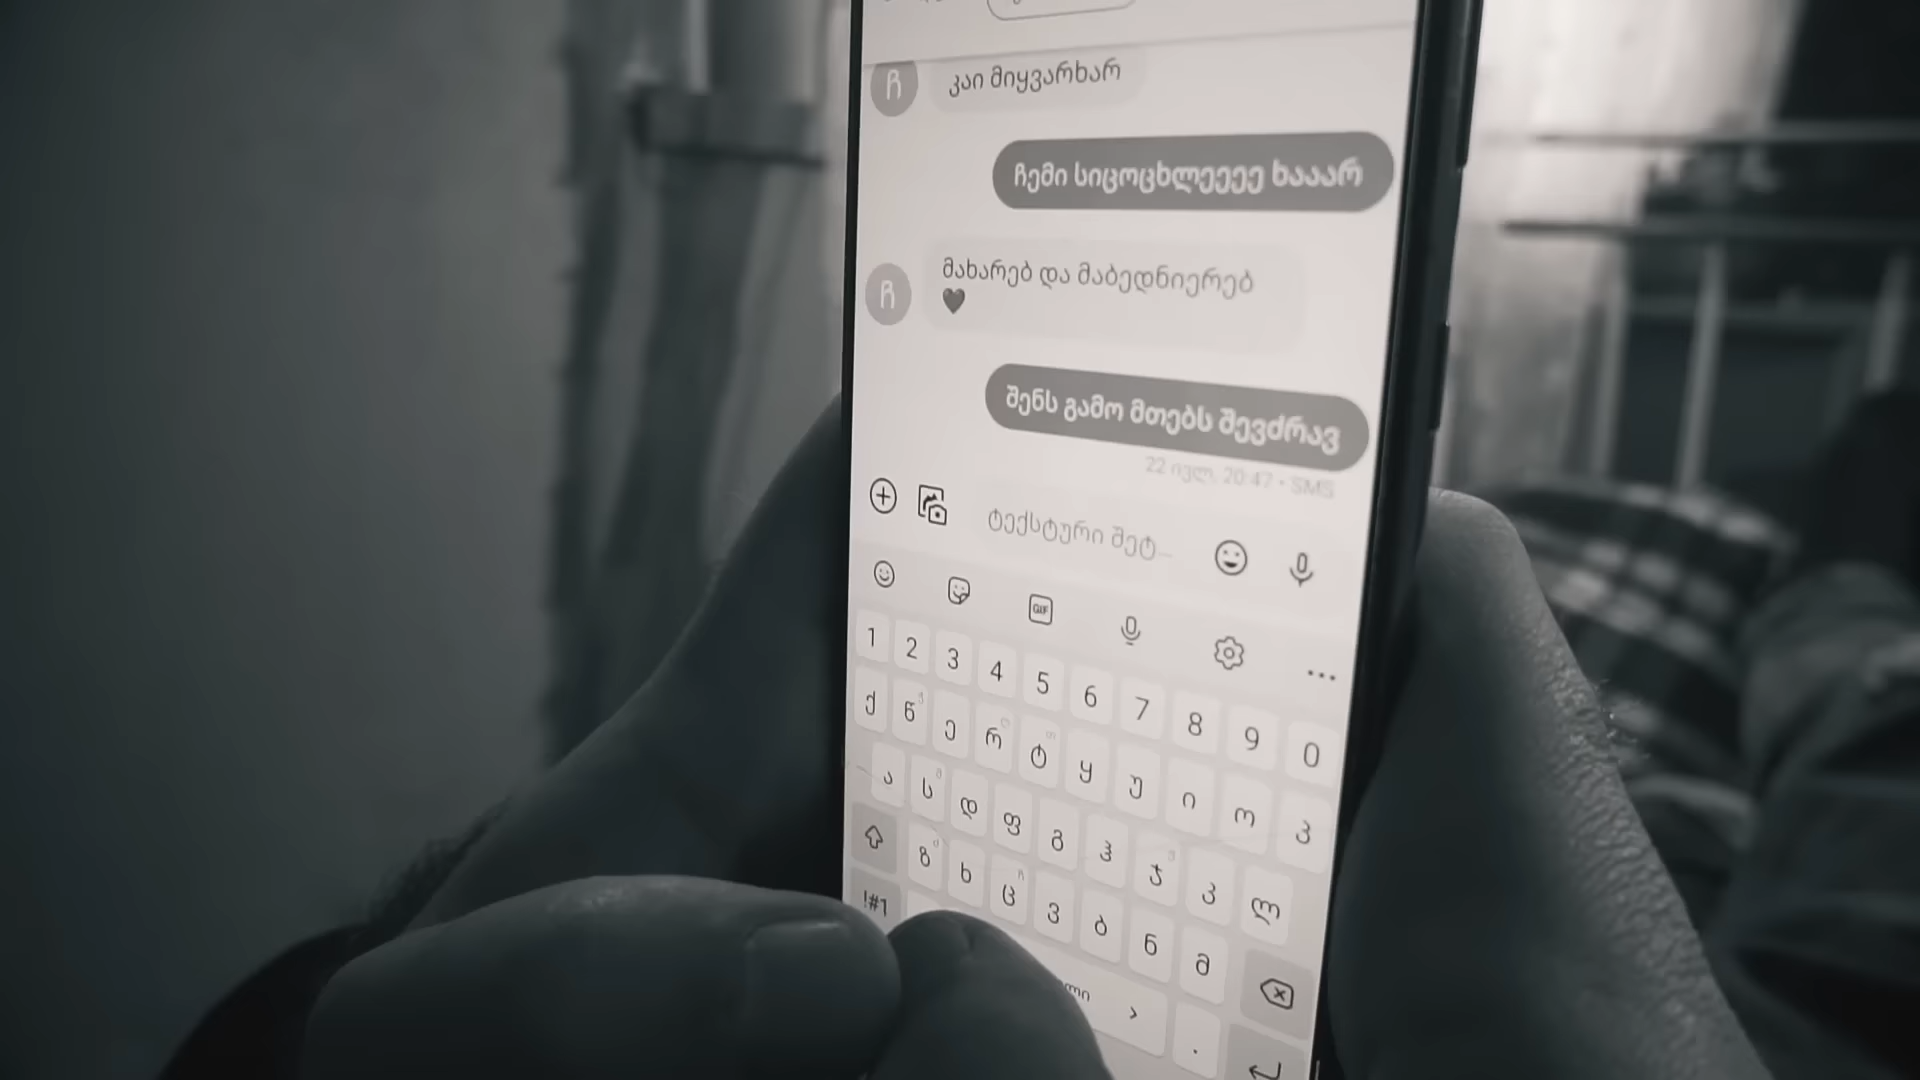 ჩ
კაი მიყვარხარ
ჩემი სიცოცხლეეეე ხააარ
ჩ
მახარებ და მაბედნიერებ
🖤
შენს გამო მთებს შევძრავ
22 ივლ. 20:47 • SMS
ტექსტური შეტ...
GIF
1 2 3 4 5 6 7 8 9 0
ქ წ ე რ ტ ყ უ ი ო პ
ა ს დ ფ გ ჰ ჯ კ ლ
ზ ხ ც ვ ბ ნ მ
!#1
.